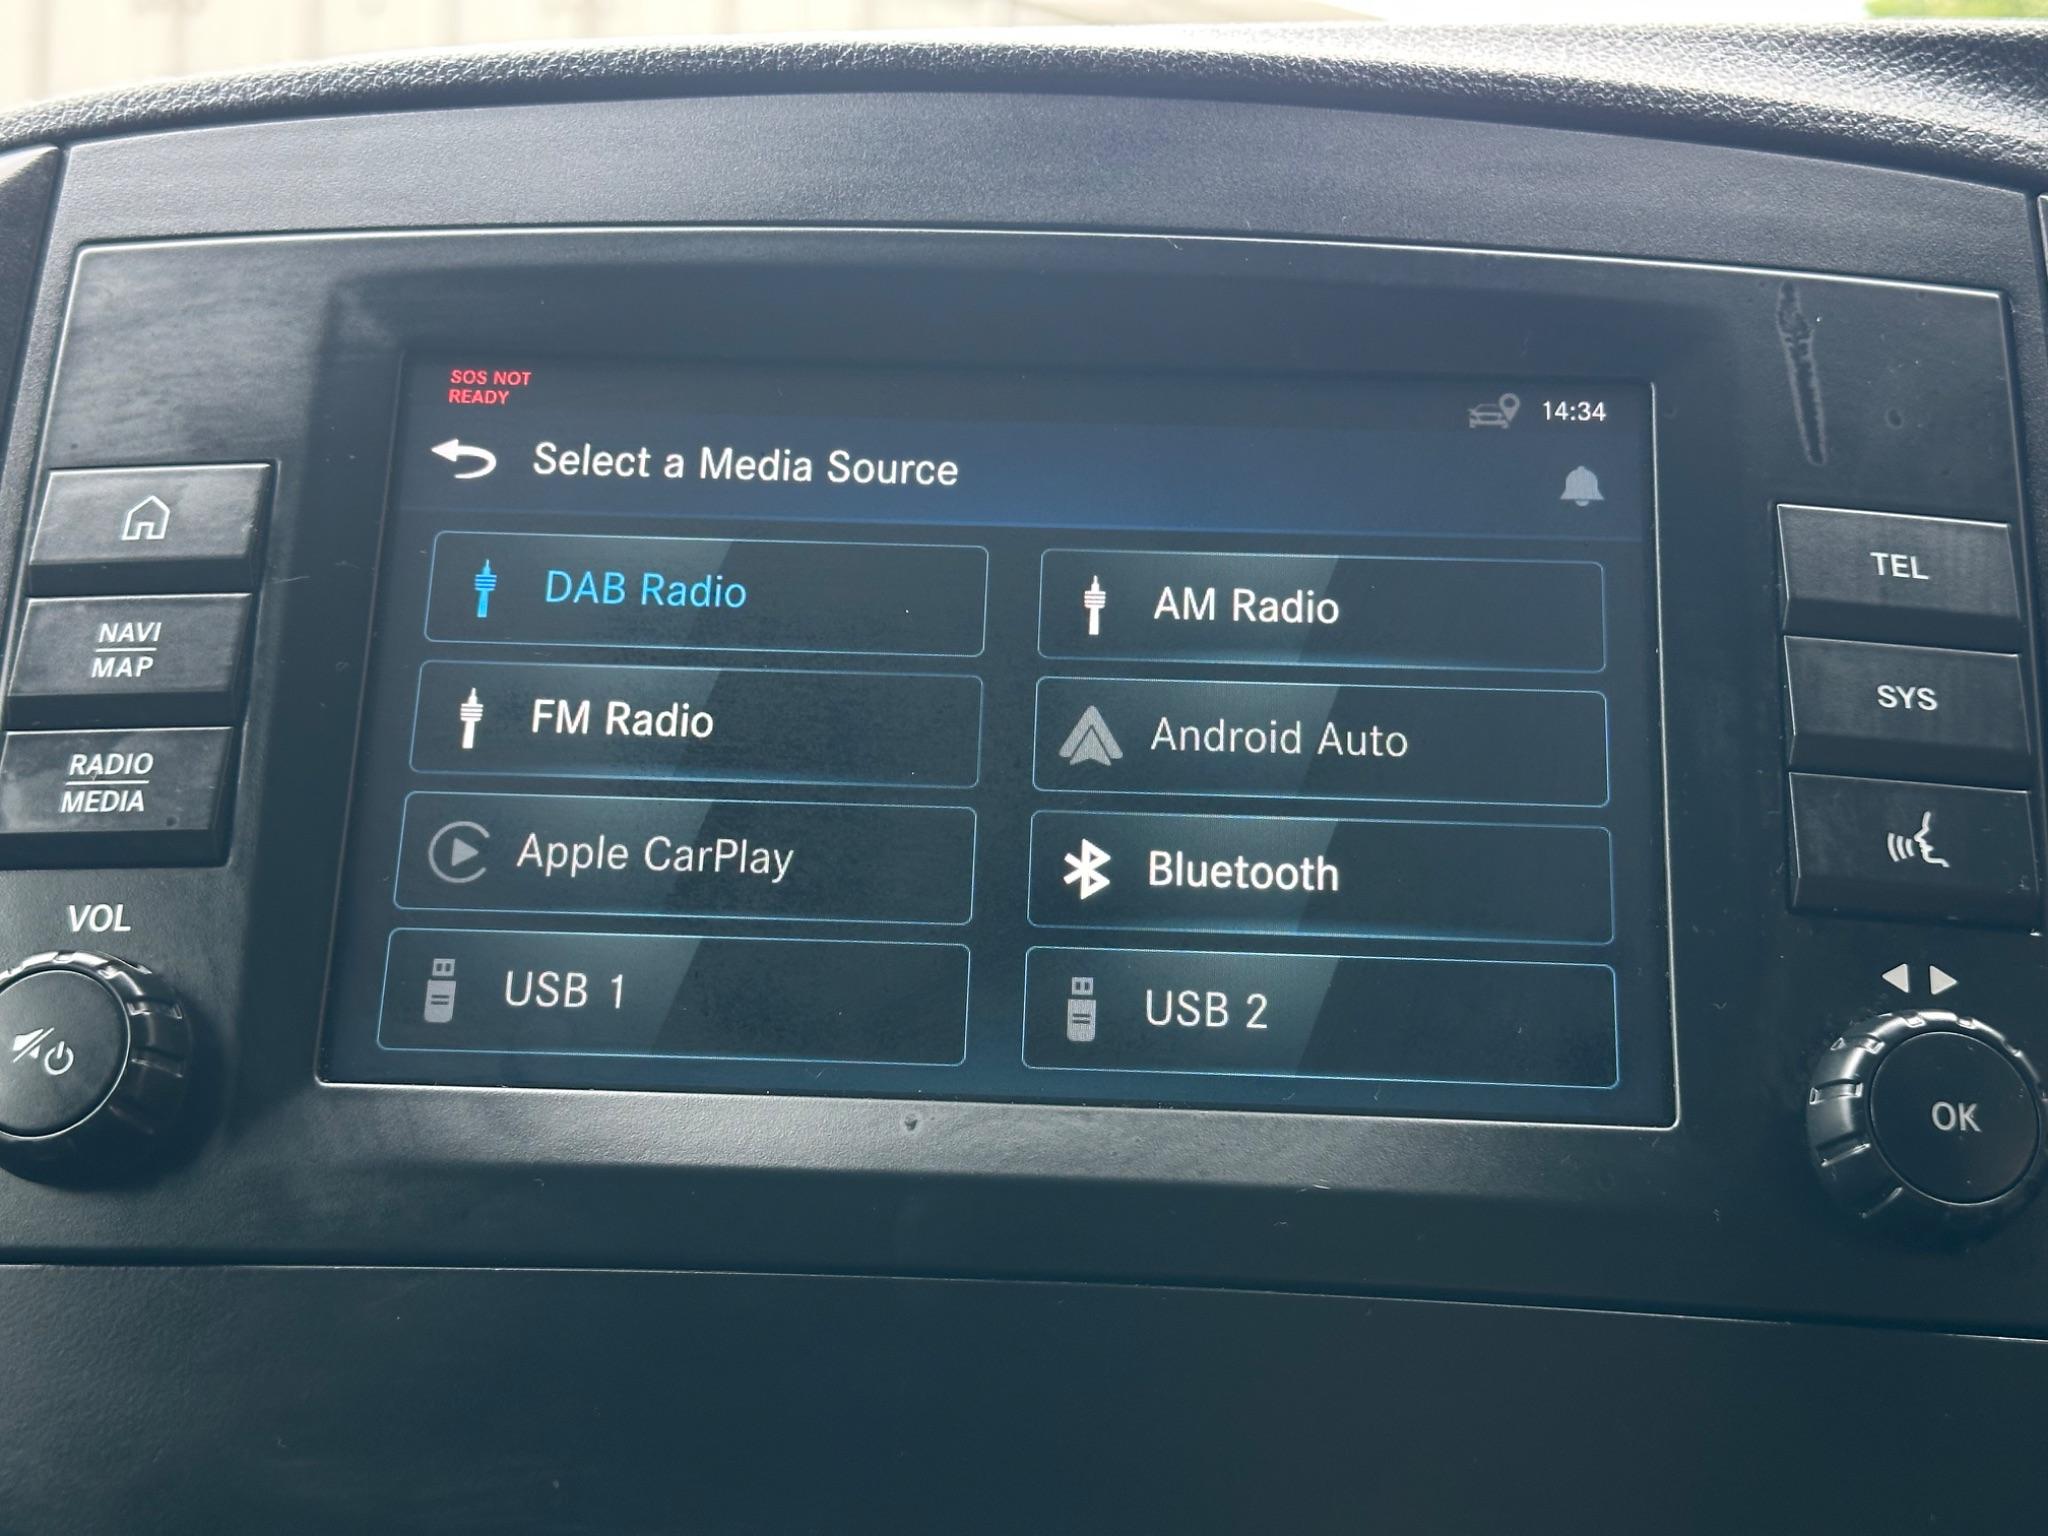 SOS NOT
READY
14:34
Select a Media Source
DAB Radio
AM Radio
FM Radio
Android Auto
Apple CarPlay
Bluetooth
USB 1
USB 2
NAVI
MAP
RADIO
MEDIA
VOL
TEL
SYS
OK